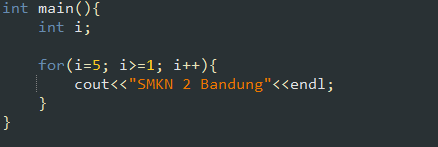 int main(){
    int i;

    for(i=5; i>=1; i++){
        cout<<"SMKN 2 Bandung"<<endl;
    }
}